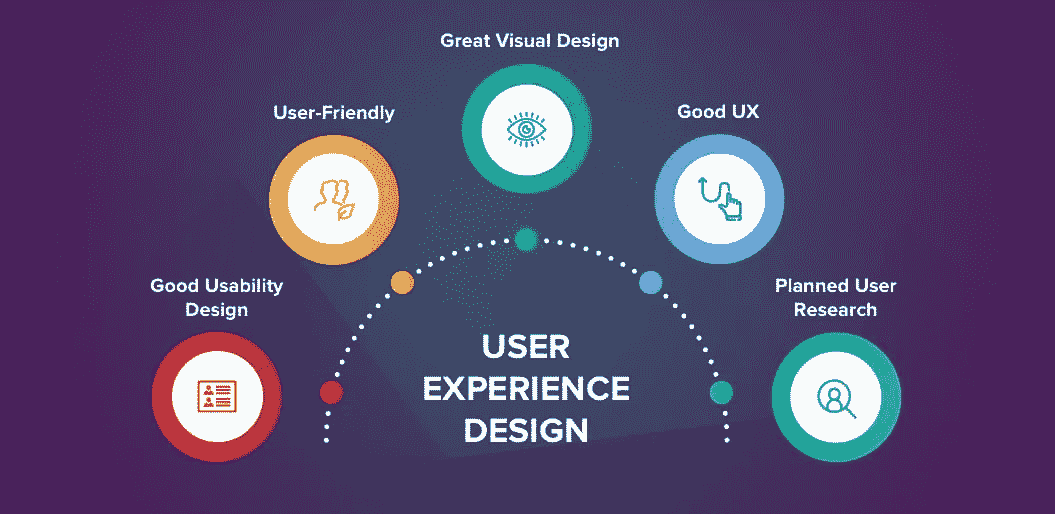 Great Visual Design
User-Friendly
Good UX
Good Usability
Design
Planned User
Research
USER
EXPERIENCE
DESIGN